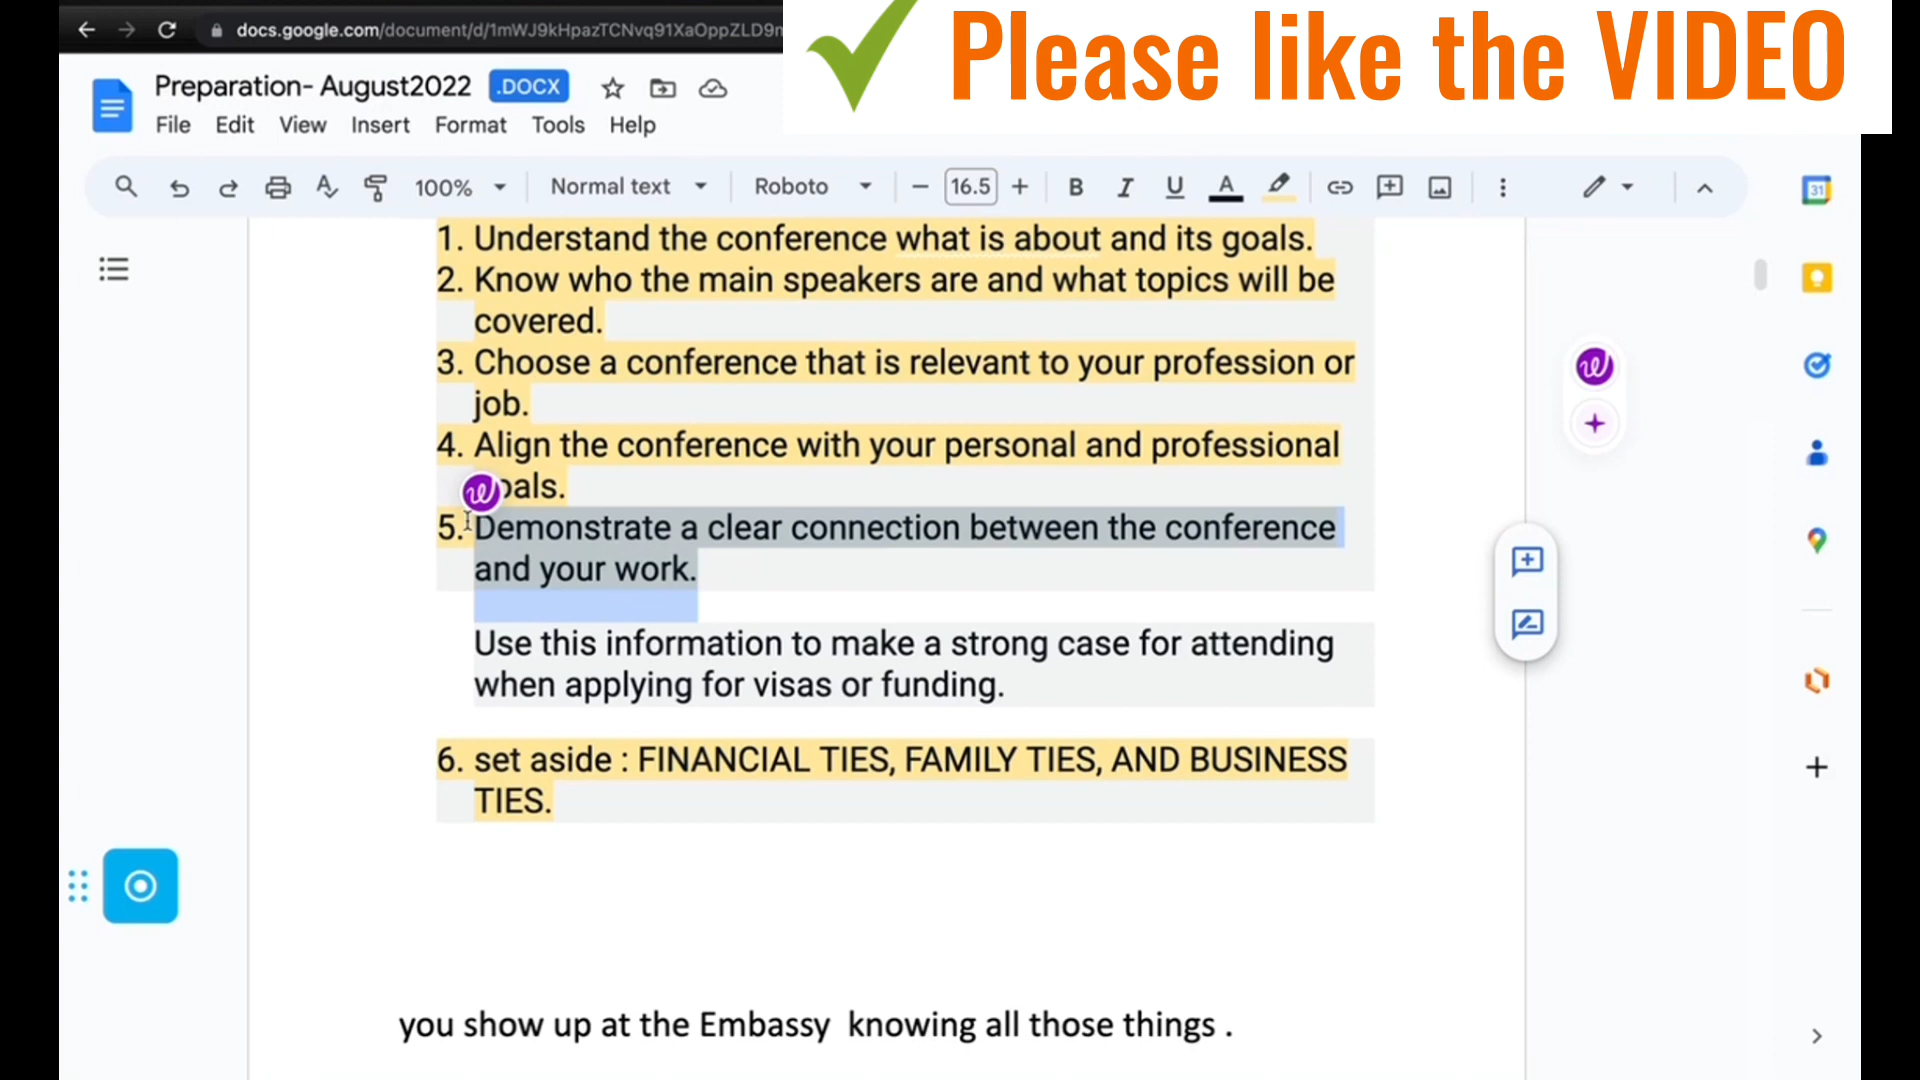 Please like the VIDEO
docs.google.com/document/d/1mWJ9kHpazTCNvq91XaOppZLD9m
Preparation- August2022 .DOCX
File Edit View Insert Format Tools Help
100% Normal text Roboto 16.5 B I U A
31
1. Understand the conference what is about and its goals.
2. Know who the main speakers are and what topics will be
covered.
3. Choose a conference that is relevant to your profession or
job.
4. Align the conference with your personal and professional
oals.
5. Demonstrate a clear connection between the conference
and your work.
Use this information to make a strong case for attending
when applying for visas or funding.
6. set aside : FINANCIAL TIES, FAMILY TIES, AND BUSINESS
TIES.
you show up at the Embassy knowing all those things .